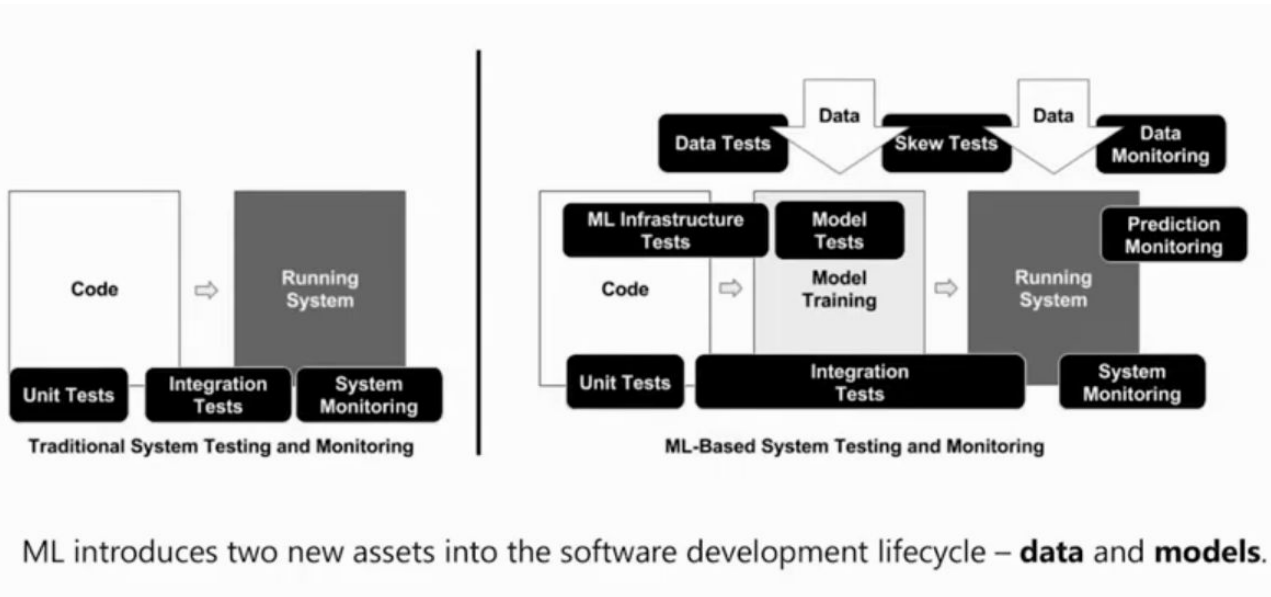 Code
Running
System
Unit Tests
Integration
Tests
System
Monitoring
Traditional System Testing and Monitoring
Data
Data
Data Tests
Skew Tests
Data
Monitoring
ML Infrastructure
Tests
Model
Tests
Prediction
Monitoring
Code
Model
Training
Running
System
Unit Tests
Integration
Tests
System
Monitoring
ML-Based System Testing and Monitoring
ML introduces two new assets into the software development lifecycle – data and models.